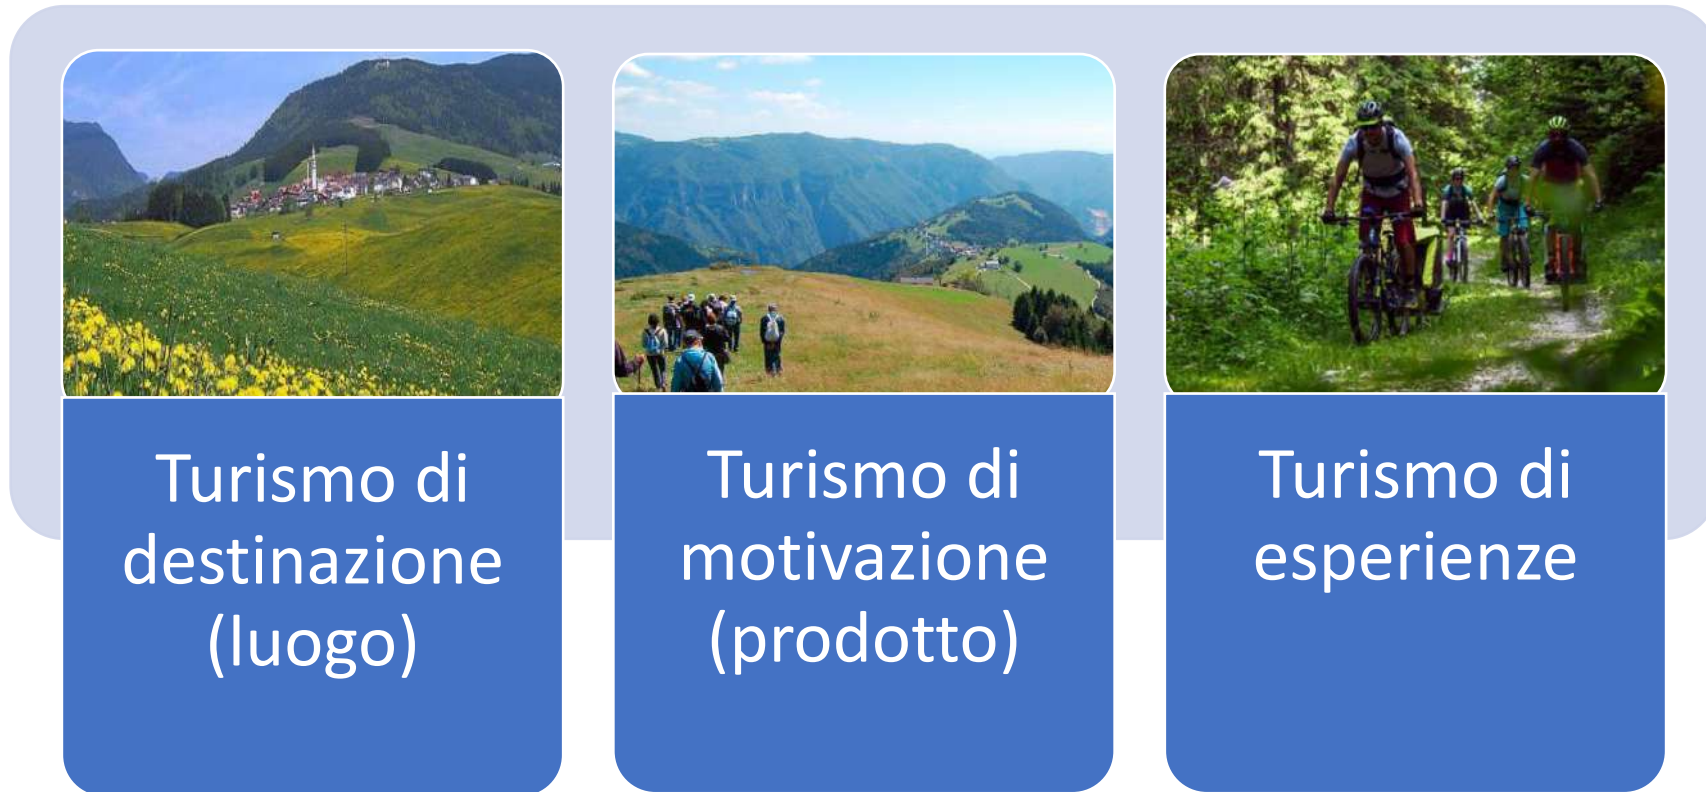 Turismo di
destinazione
(luogo)
Turismo di
motivazione
(prodotto)
Turismo di
esperienze